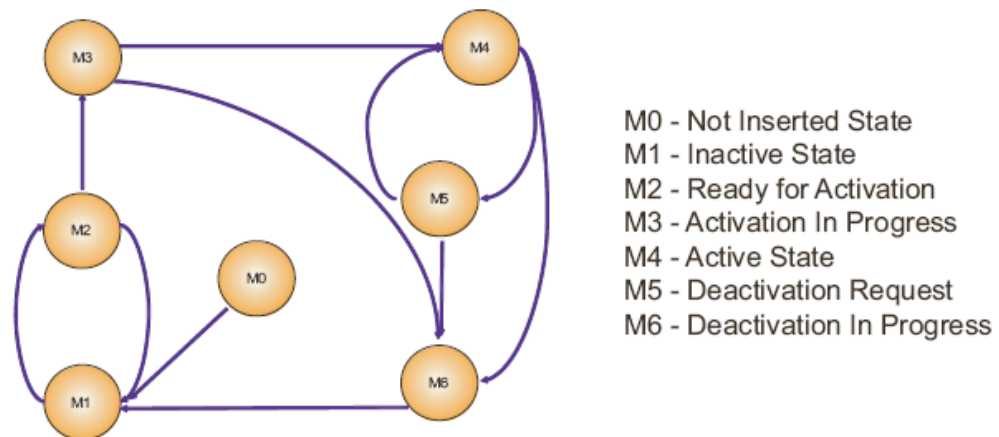 M3
M4
M5
M2
M0
M6
M1
M0 - Not Inserted State
M1 - Inactive State
M2 - Ready for Activation
M3 - Activation In Progress
M4 - Active State
M5 - Deactivation Request
M6 - Deactivation In Progress